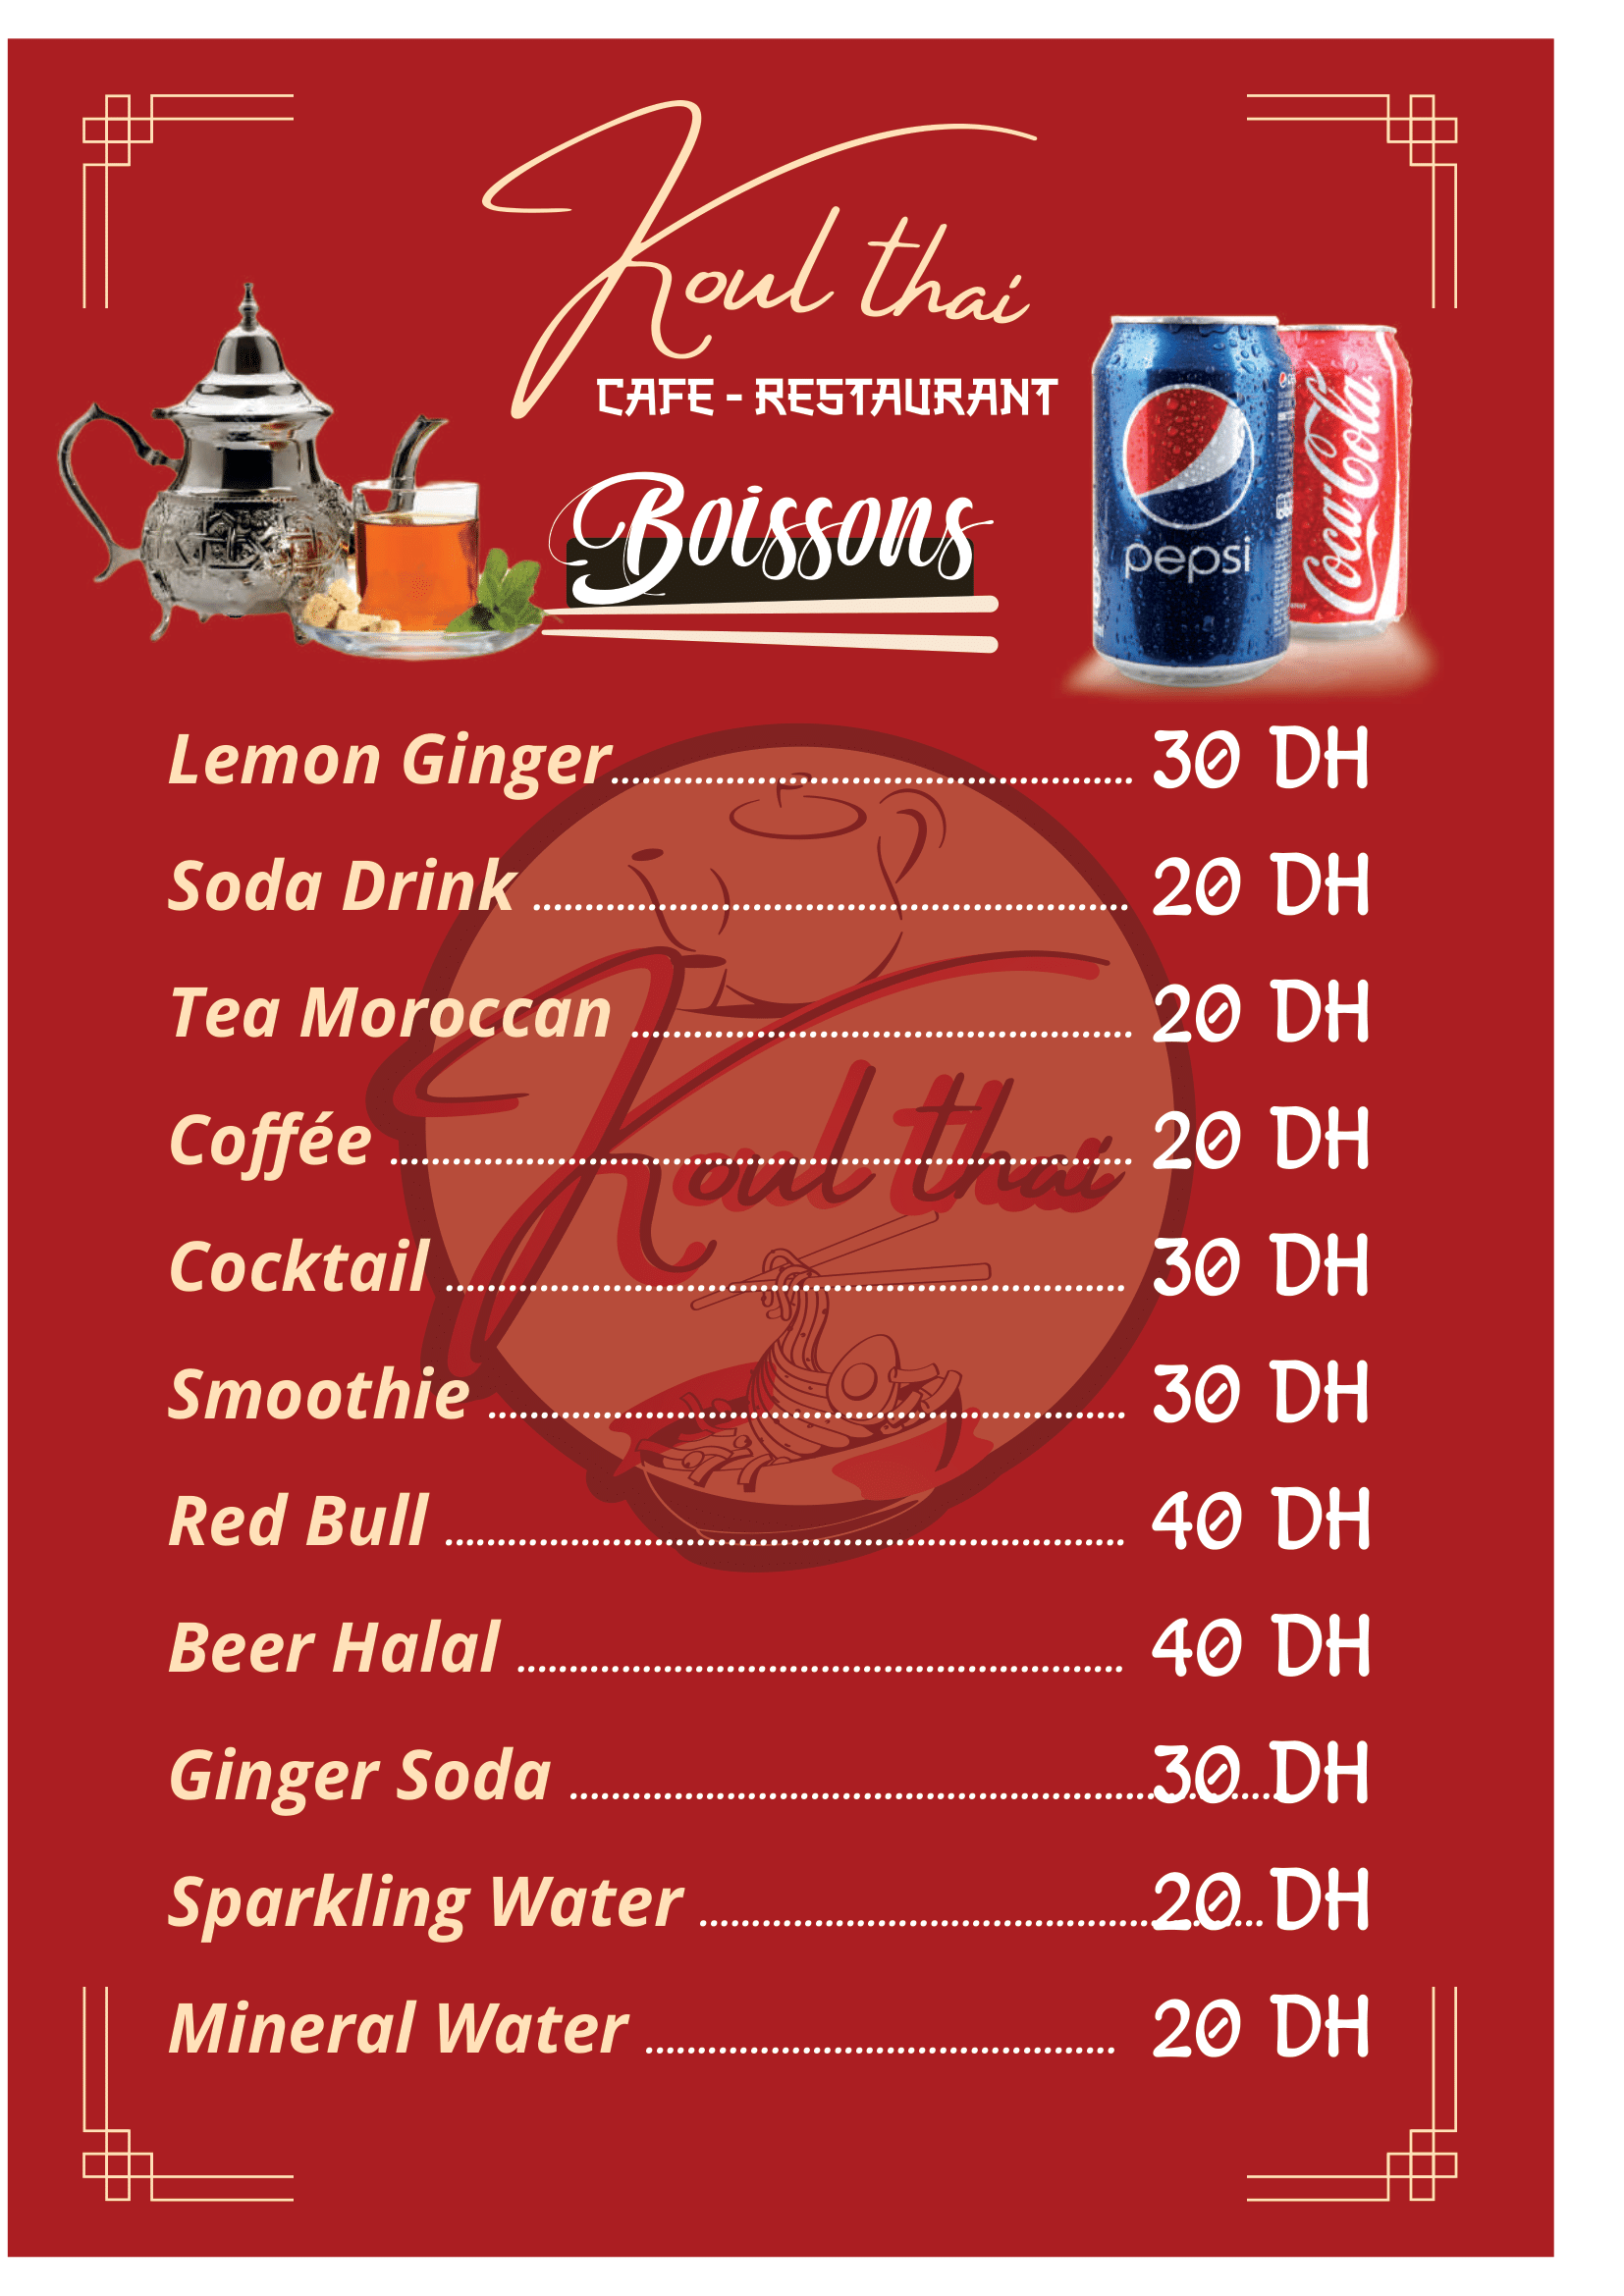 Koul thai
CAFE - RESTAURANT
Boissons
pepsi
Coca-Cola
Lemon Ginger........ 30 DH
Soda Drink ........ 20 DH
Tea Moroccan ........ 20 DH
Coffée ........ 20 DH
Cocktail ........ 30 DH
Smoothie ........ 30 DH
Red Bull ........ 40 DH
Beer Halal ........ 40 DH
Ginger Soda ........ 30 DH
Sparkling Water ........ 20 DH
Mineral Water ........ 20 DH
Koul thai